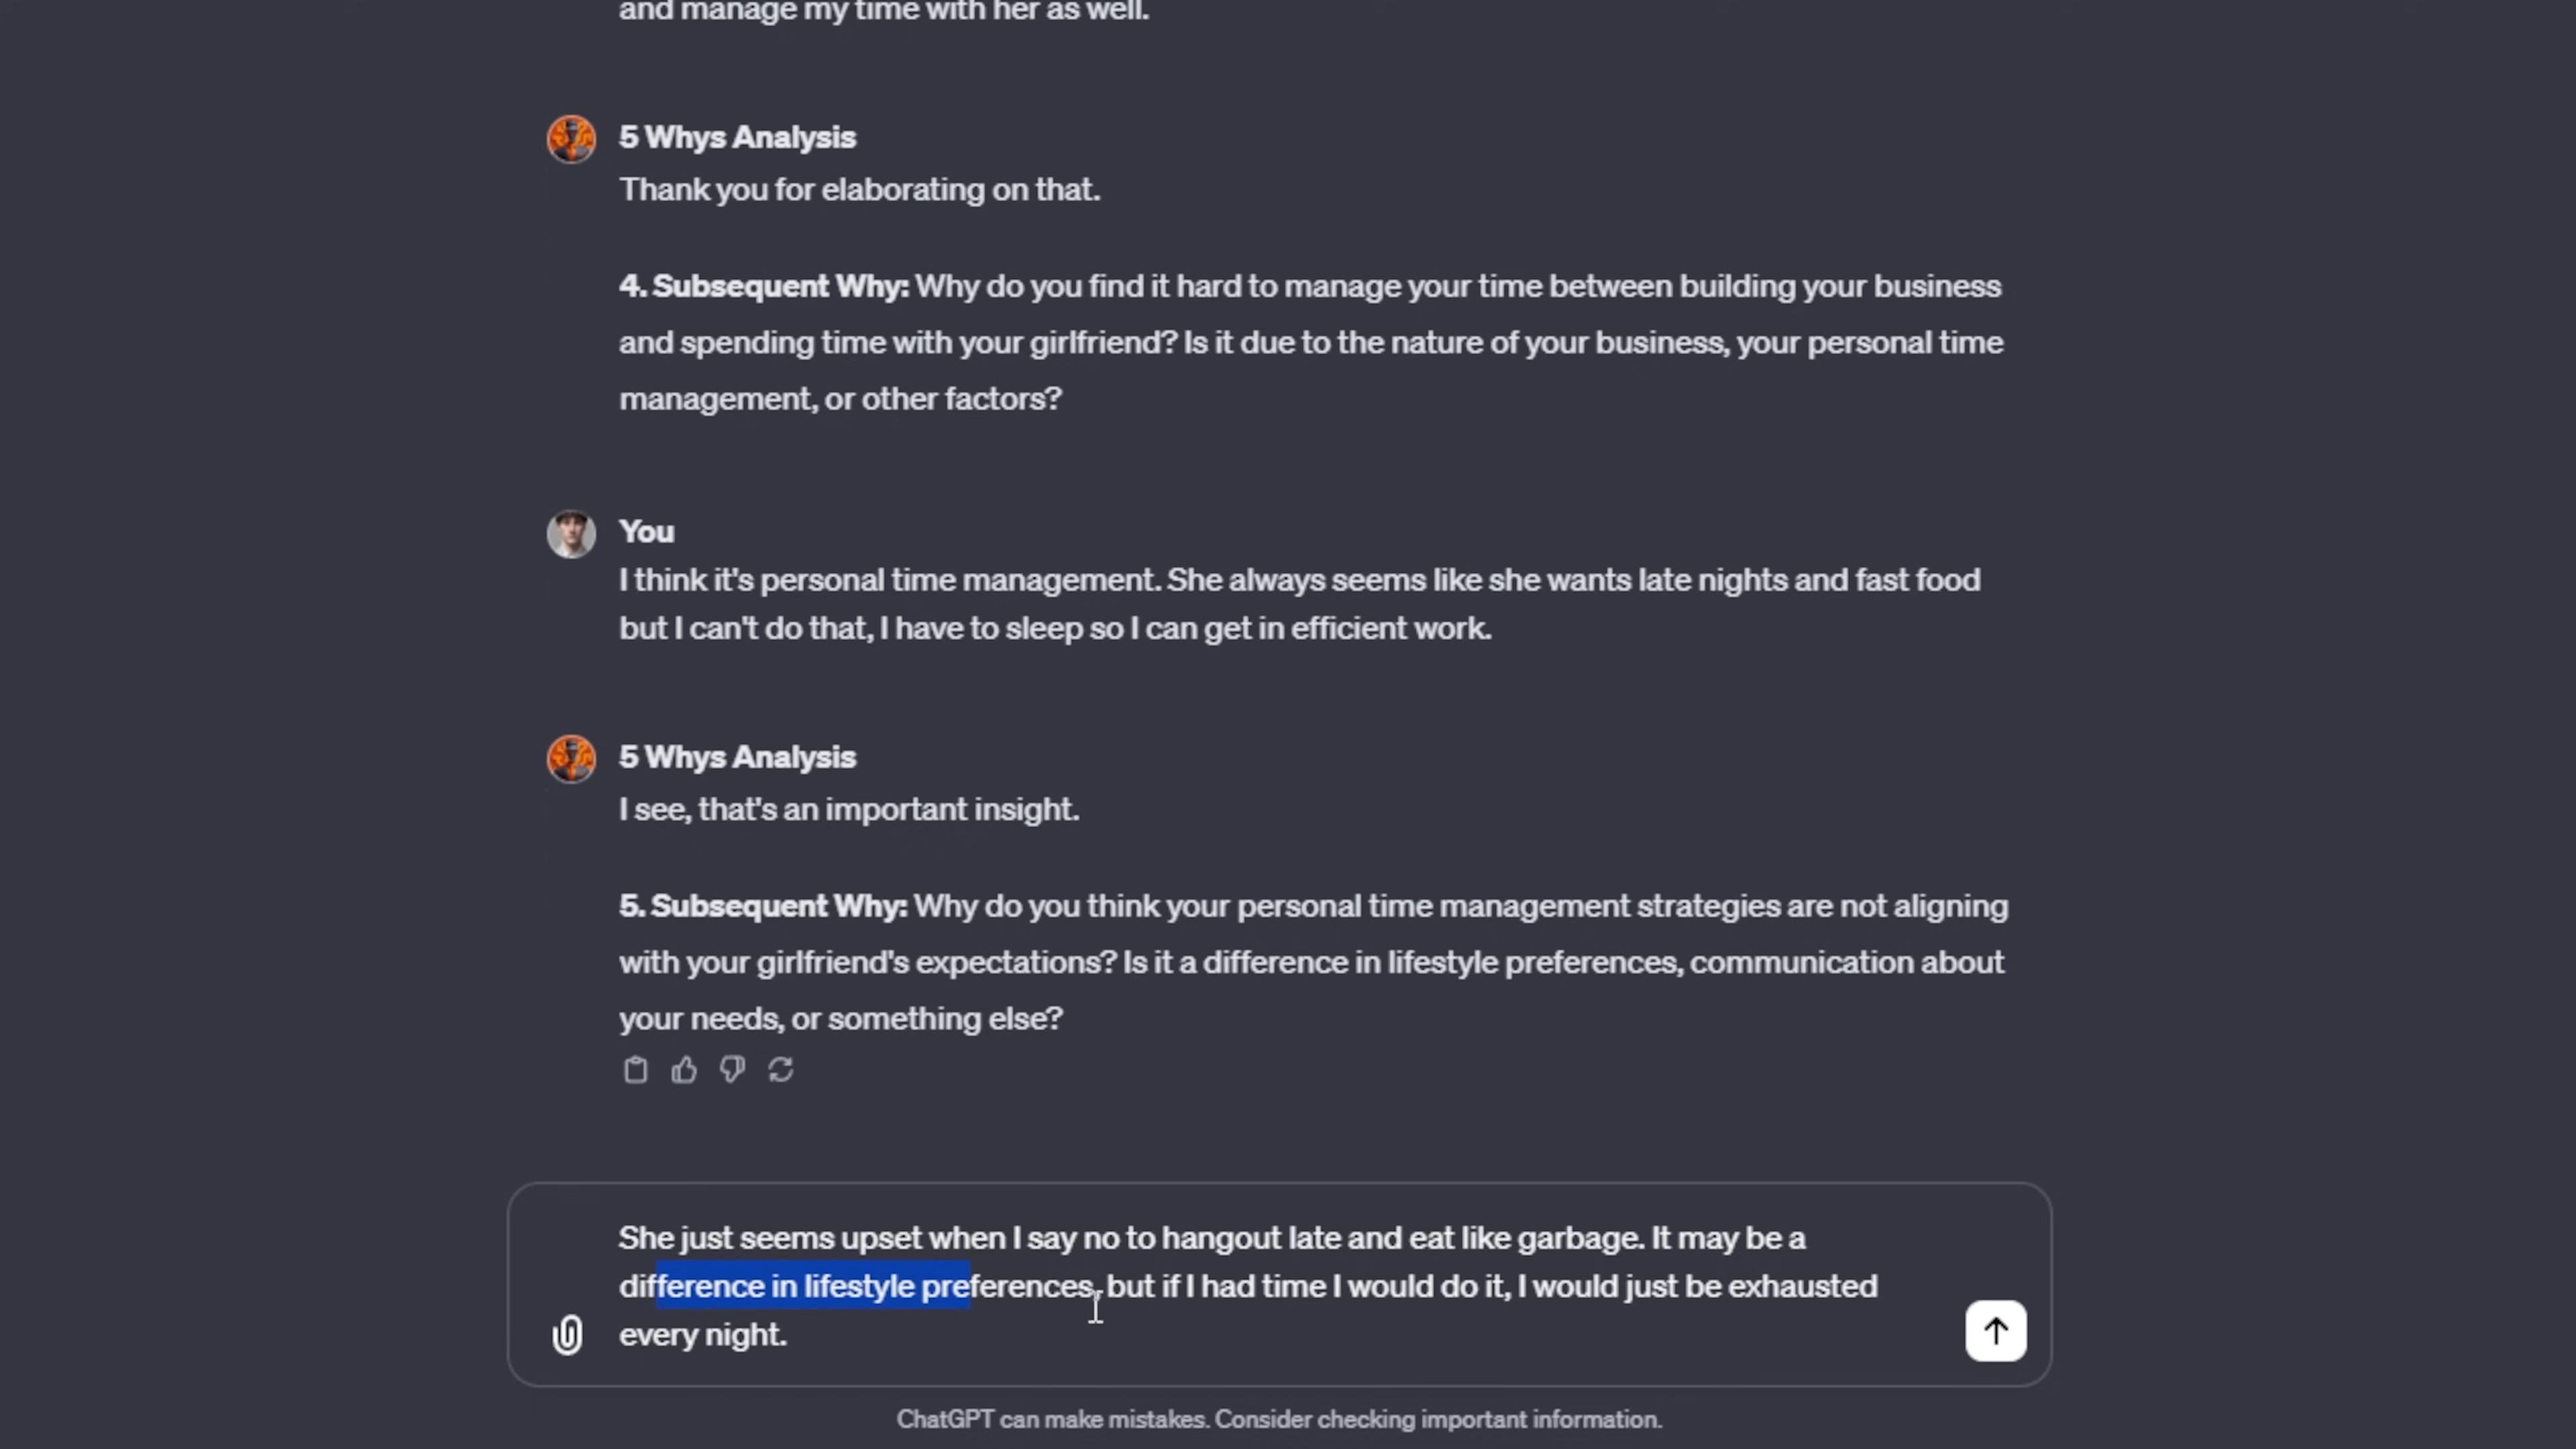 and manage my time with her as well.
5 Whys Analysis
Thank you for elaborating on that.
4. Subsequent Why: Why do you find it hard to manage your time between building your business
and spending time with your girlfriend? Is it due to the nature of your business, your personal time
management, or other factors?
You
I think it's personal time management. She always seems like she wants late nights and fast food
but I can't do that, I have to sleep so I can get in efficient work.
5 Whys Analysis
I see, that's an important insight.
5. Subsequent Why: Why do you think your personal time management strategies are not aligning
with your girlfriend's expectations? Is it a difference in lifestyle preferences, communication about
your needs, or something else?
She just seems upset when I say no to hangout late and eat like garbage. It may be a
difference in lifestyle preferences, but if I had time I would do it, I would just be exhausted
every night.
ChatGPT can make mistakes. Consider checking important information.